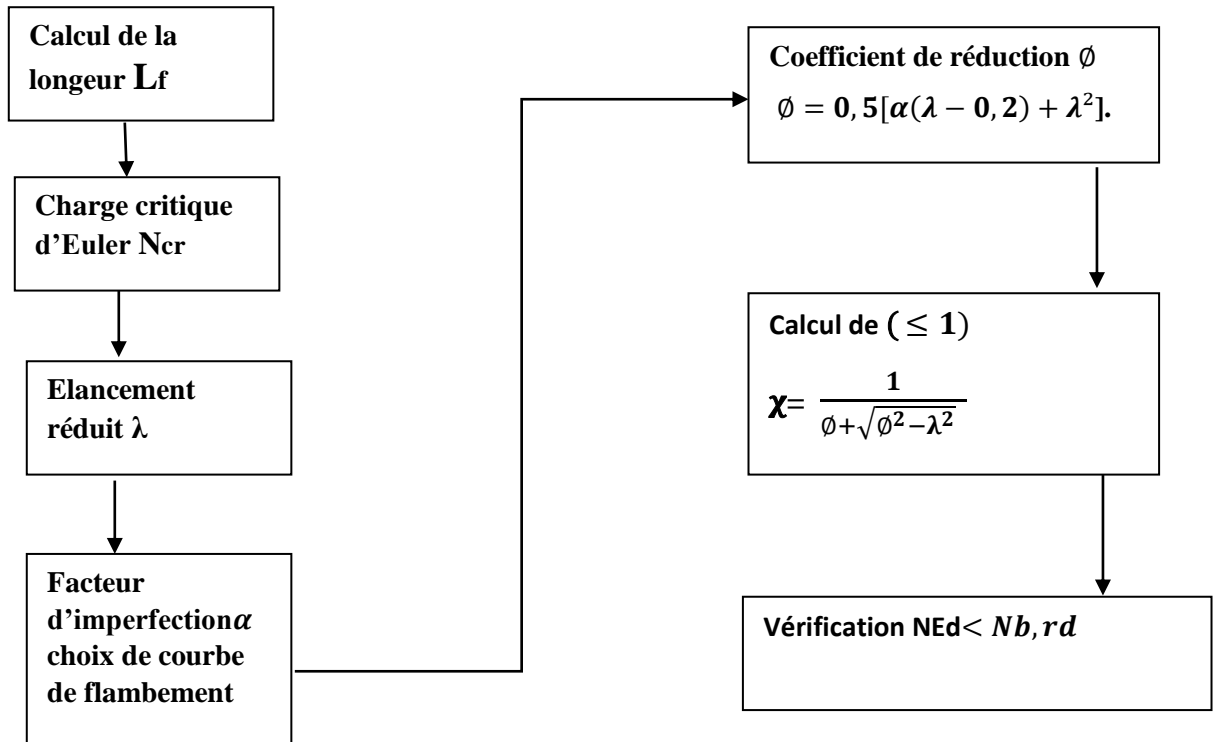 Calcul de la
longeur Lf
Charge critique
d’Euler Ncr
Elancement
réduit λ
Facteur
d’imperfectionα
choix de courbe
de flambement
Coefficient de réduction ∅
∅ = 0,5[α(λ − 0,2) + λ²].
Calcul de ( ≤ 1)
χ= 1/(∅+√(∅²−λ²))
Vérification NEd< Nb,rd